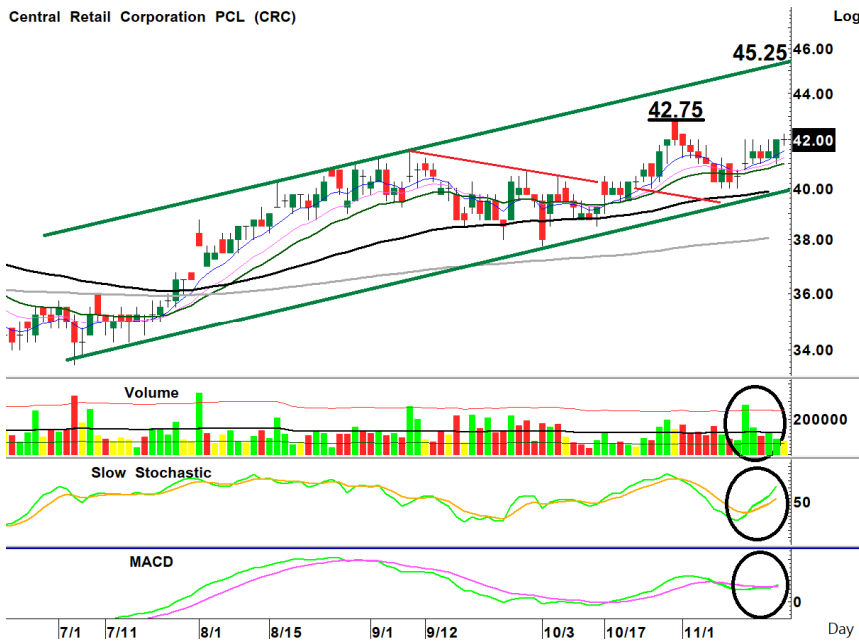 Central Retail Corporation PCL (CRC)
Log
46.00
45.25
44.00
42.75
42.00
40.00
38.00
36.00
34.00
Volume
200000
Slow Stochastic
50
MACD
0
7/1 7/11 8/1 8/15 9/1 9/12 10/3 10/17 11/1 Day